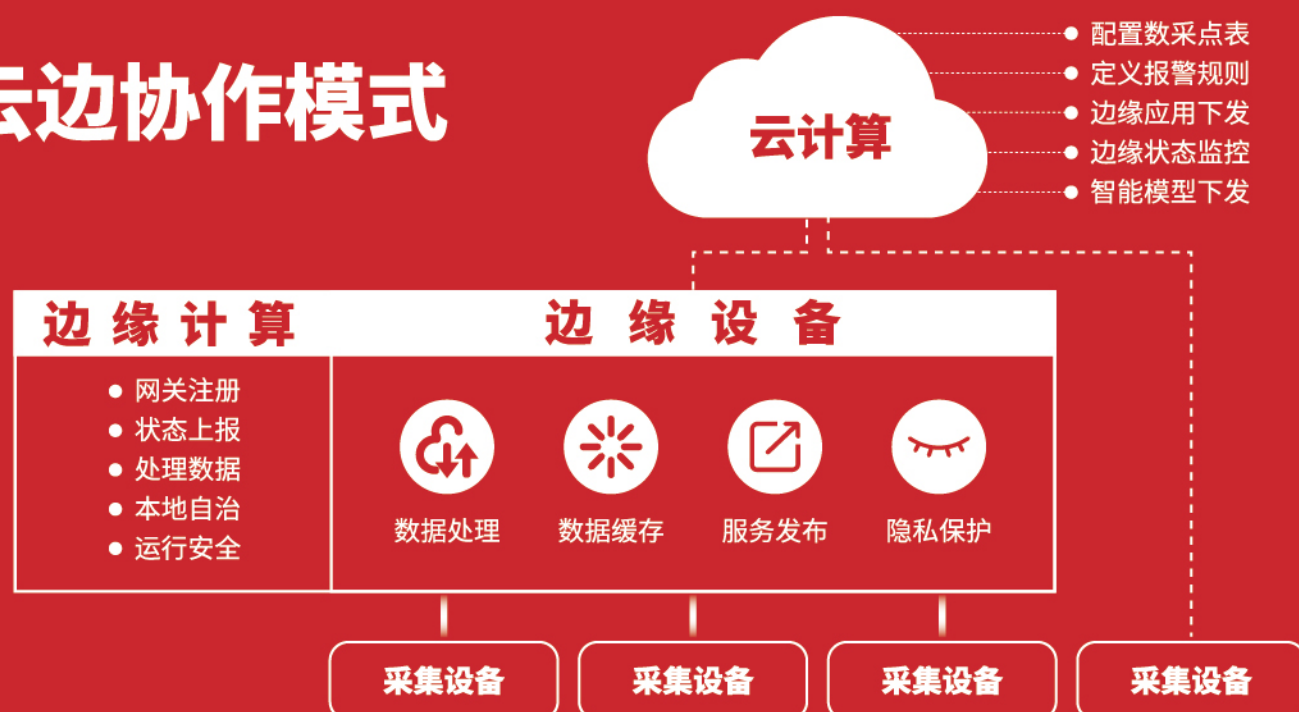 云边协作模式
云计算
配置数采点表
定义报警规则
边缘应用下发
边缘状态监控
智能模型下发
边缘计算
边缘设备
网关注册
状态上报
处理数据
本地自治
运行安全
数据处理
数据缓存
服务发布
隐私保护
采集设备
采集设备
采集设备
采集设备